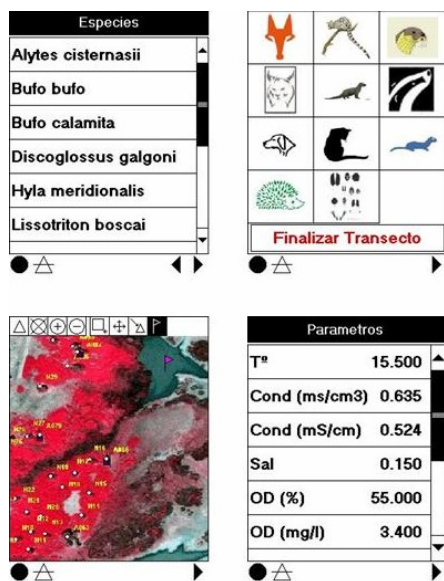 Especies
Alytes cisternasii
Bufo bufo
Bufo calamita
Discoglossus galgoni
Hyla meridionalis
Lissotriton boscai
Finalizar Transecto
Parametros
Tº 15.500
Cond (ms/cm3) 0.635
Cond (mS/cm) 0.524
Sal 0.150
OD (%) 55.000
OD (mg/l) 3.400